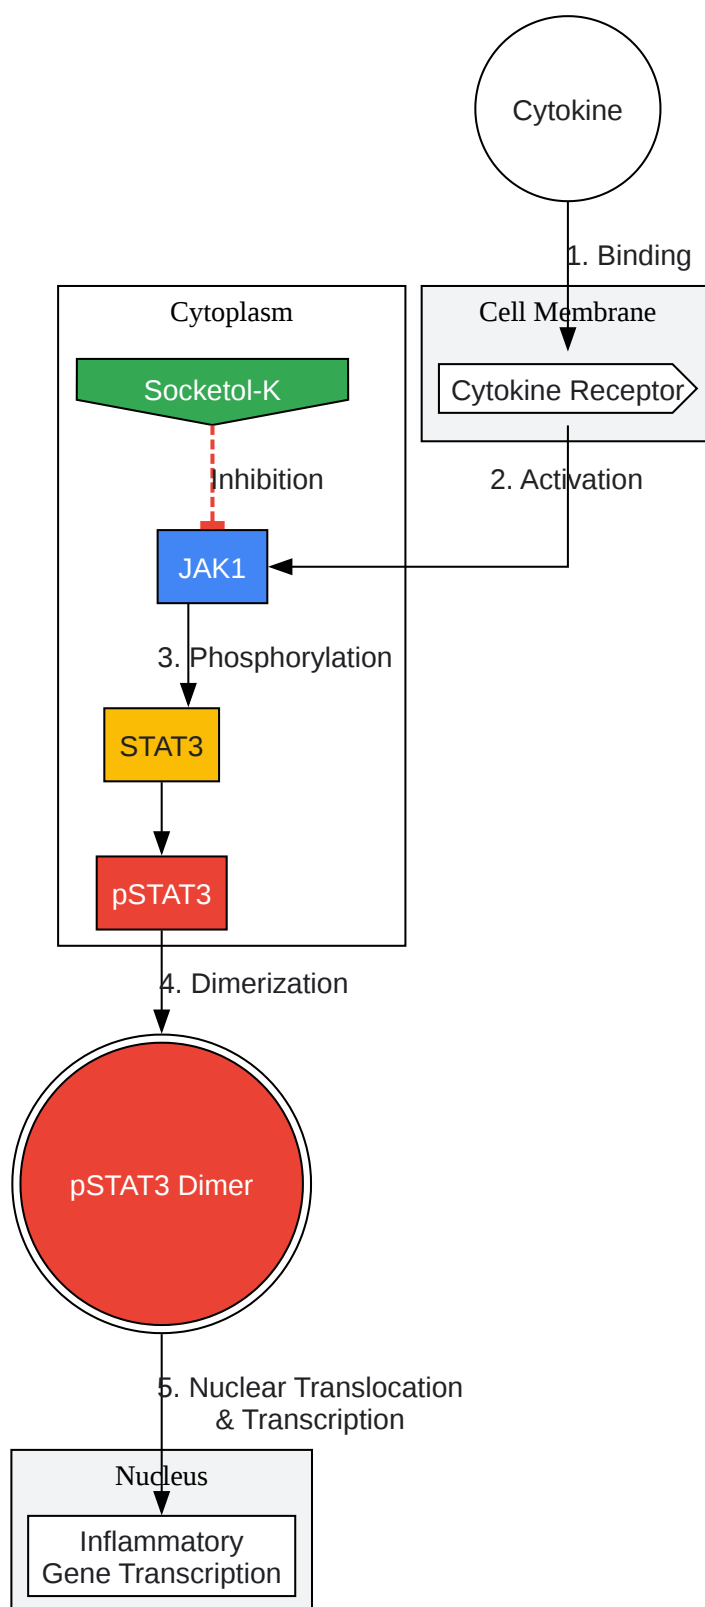 Cytokine
1. Binding
Cytoplasm
Cell Membrane
Socketol-K
Cytokine Receptor
Inhibition
2. Activation
JAK1
3. Phosphorylation
STAT3
pSTAT3
4. Dimerization
pSTAT3 Dimer
5. Nuclear Translocation
& Transcription
Nucleus
Inflammatory
Gene Transcription